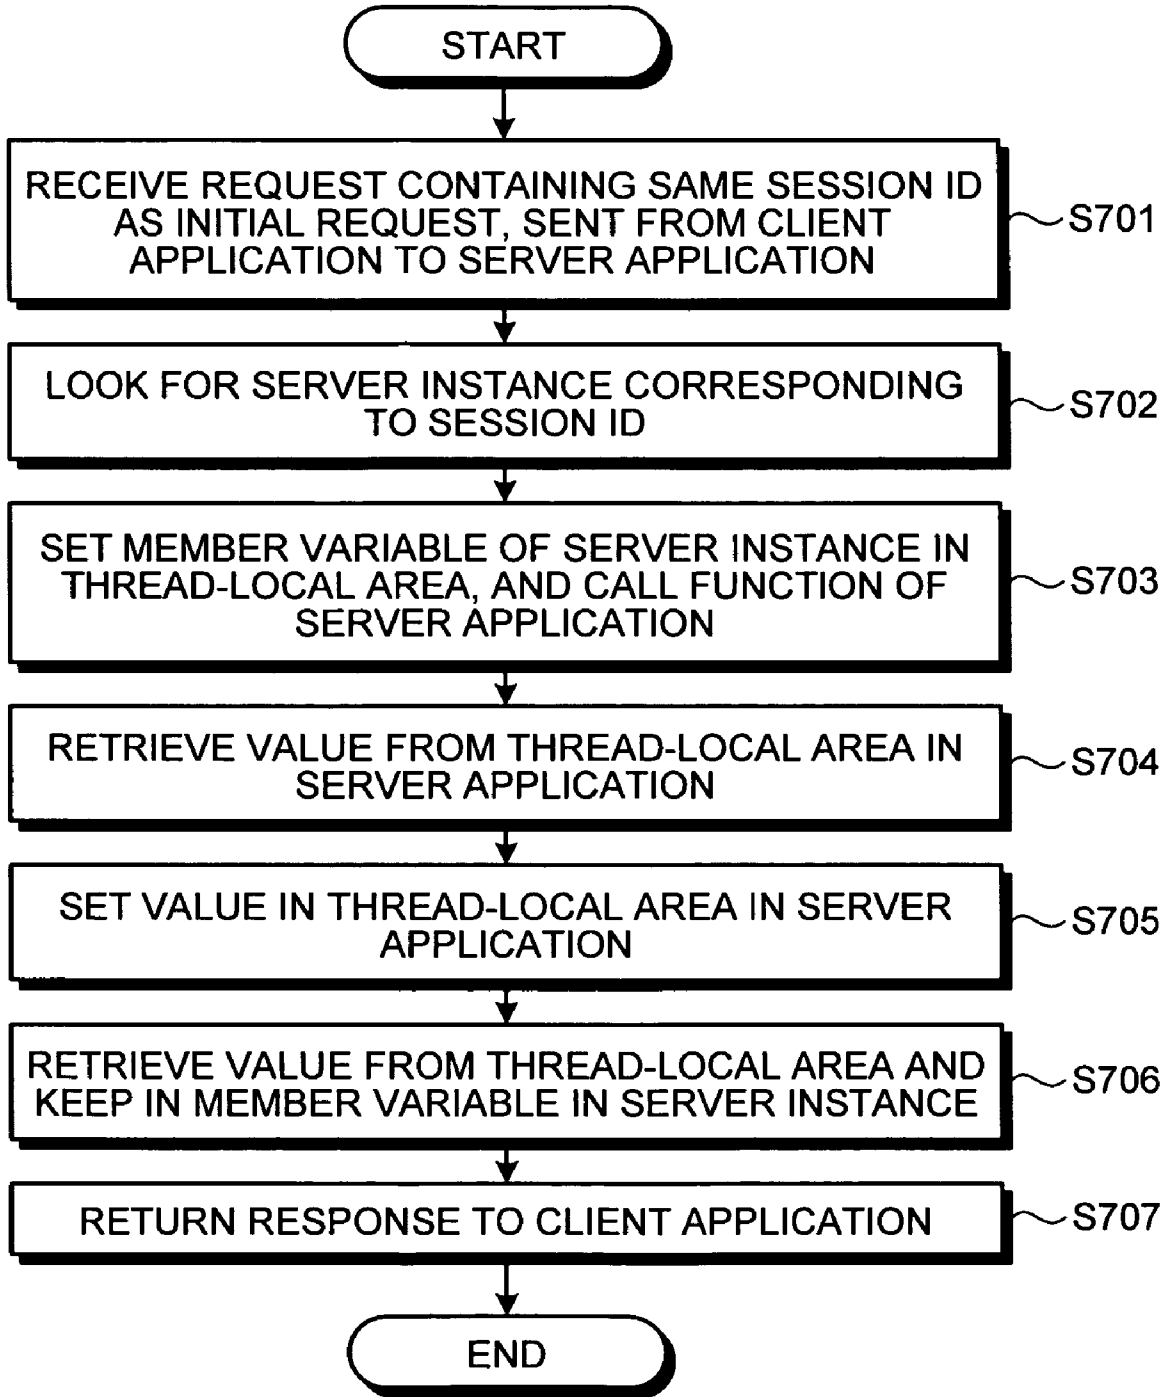 START
RECEIVE REQUEST CONTAINING SAME SESSION ID
AS INITIAL REQUEST, SENT FROM CLIENT
APPLICATION TO SERVER APPLICATION
S701
LOOK FOR SERVER INSTANCE CORRESPONDING
TO SESSION ID
S702
SET MEMBER VARIABLE OF SERVER INSTANCE IN
THREAD-LOCAL AREA, AND CALL FUNCTION OF
SERVER APPLICATION
S703
RETRIEVE VALUE FROM THREAD-LOCAL AREA IN
SERVER APPLICATION
S704
SET VALUE IN THREAD-LOCAL AREA IN SERVER
APPLICATION
S705
RETRIEVE VALUE FROM THREAD-LOCAL AREA AND
KEEP IN MEMBER VARIABLE IN SERVER INSTANCE
S706
RETURN RESPONSE TO CLIENT APPLICATION
S707
END